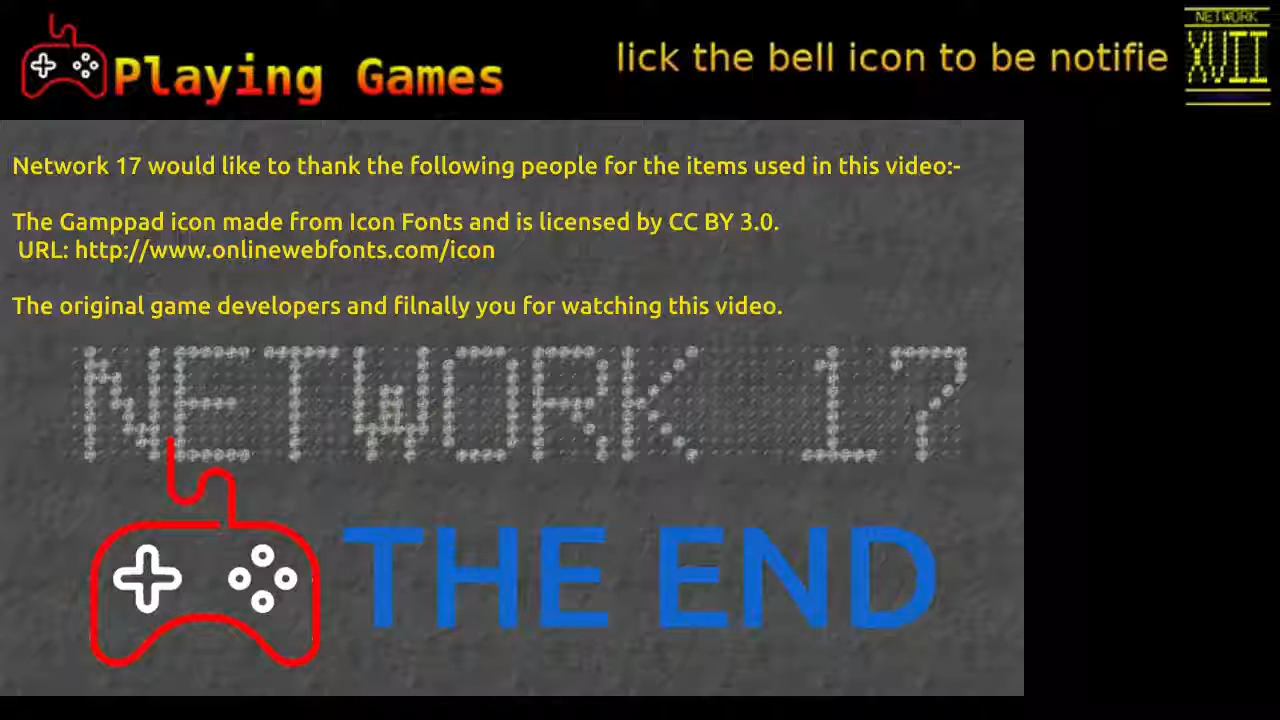 Playing Games
lick the bell icon to be notifie
NETWORK
XVII
Network 17 would like to thank the following people for the items used in this video:-
The Gamppad icon made from Icon Fonts and is licensed by CC BY 3.0.
URL: http://www.onlinewebfonts.com/icon
The original game developers and filnally you for watching this video.
NETWORK 17
THE END